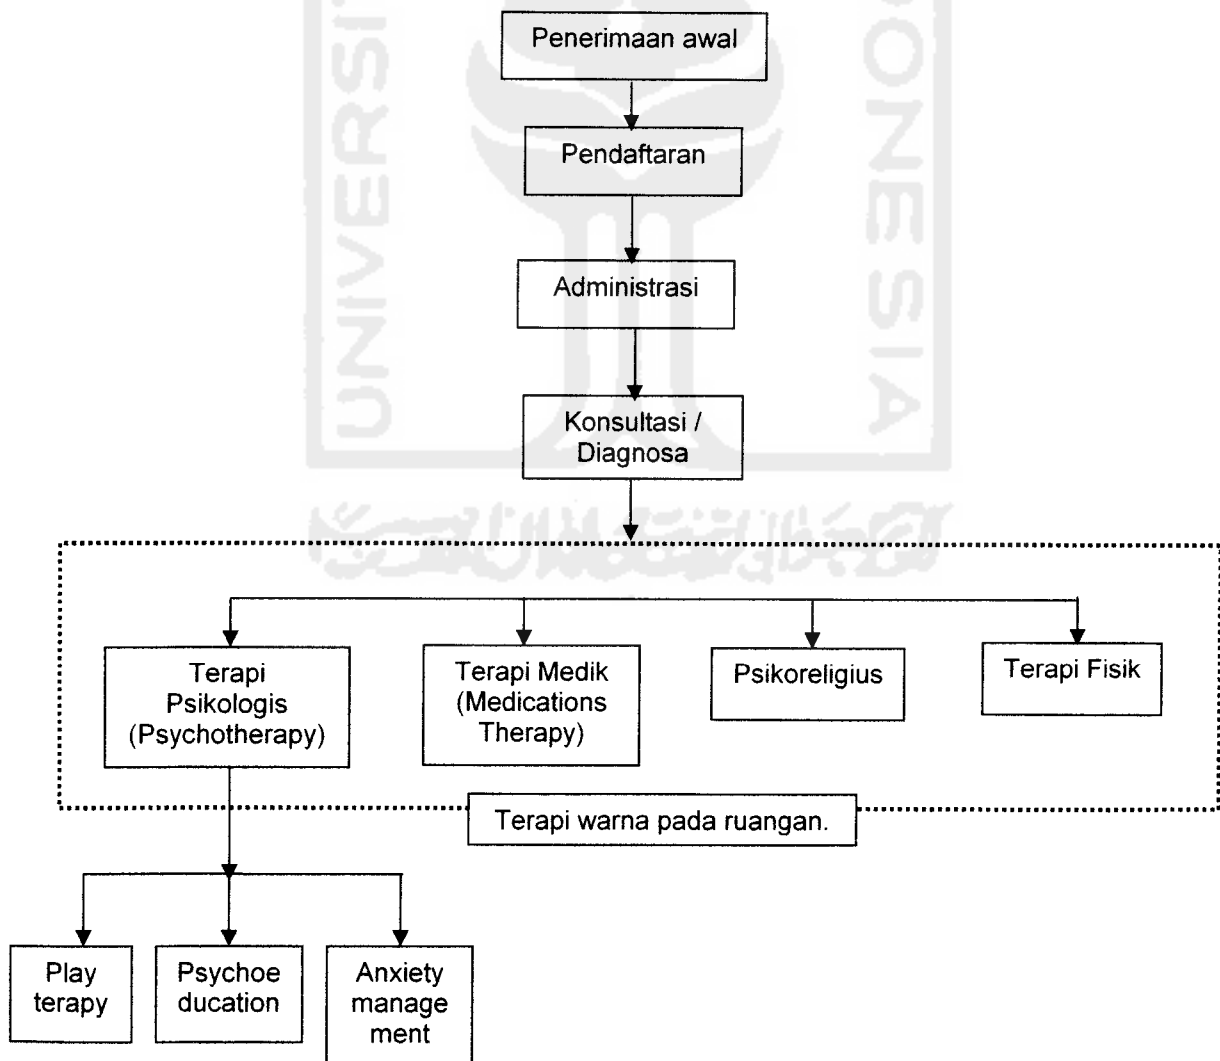 Penerimaan awal
Pendaftaran
Administrasi
Konsultasi /
Diagnosa
Terapi
Psikologis
(Psychotherapy)
Terapi Medik
(Medications
Therapy)
Psikoreligius
Terapi Fisik
Terapi warna pada ruangan.
Play
terapy
Psychoe
ducation
Anxiety
manage
ment